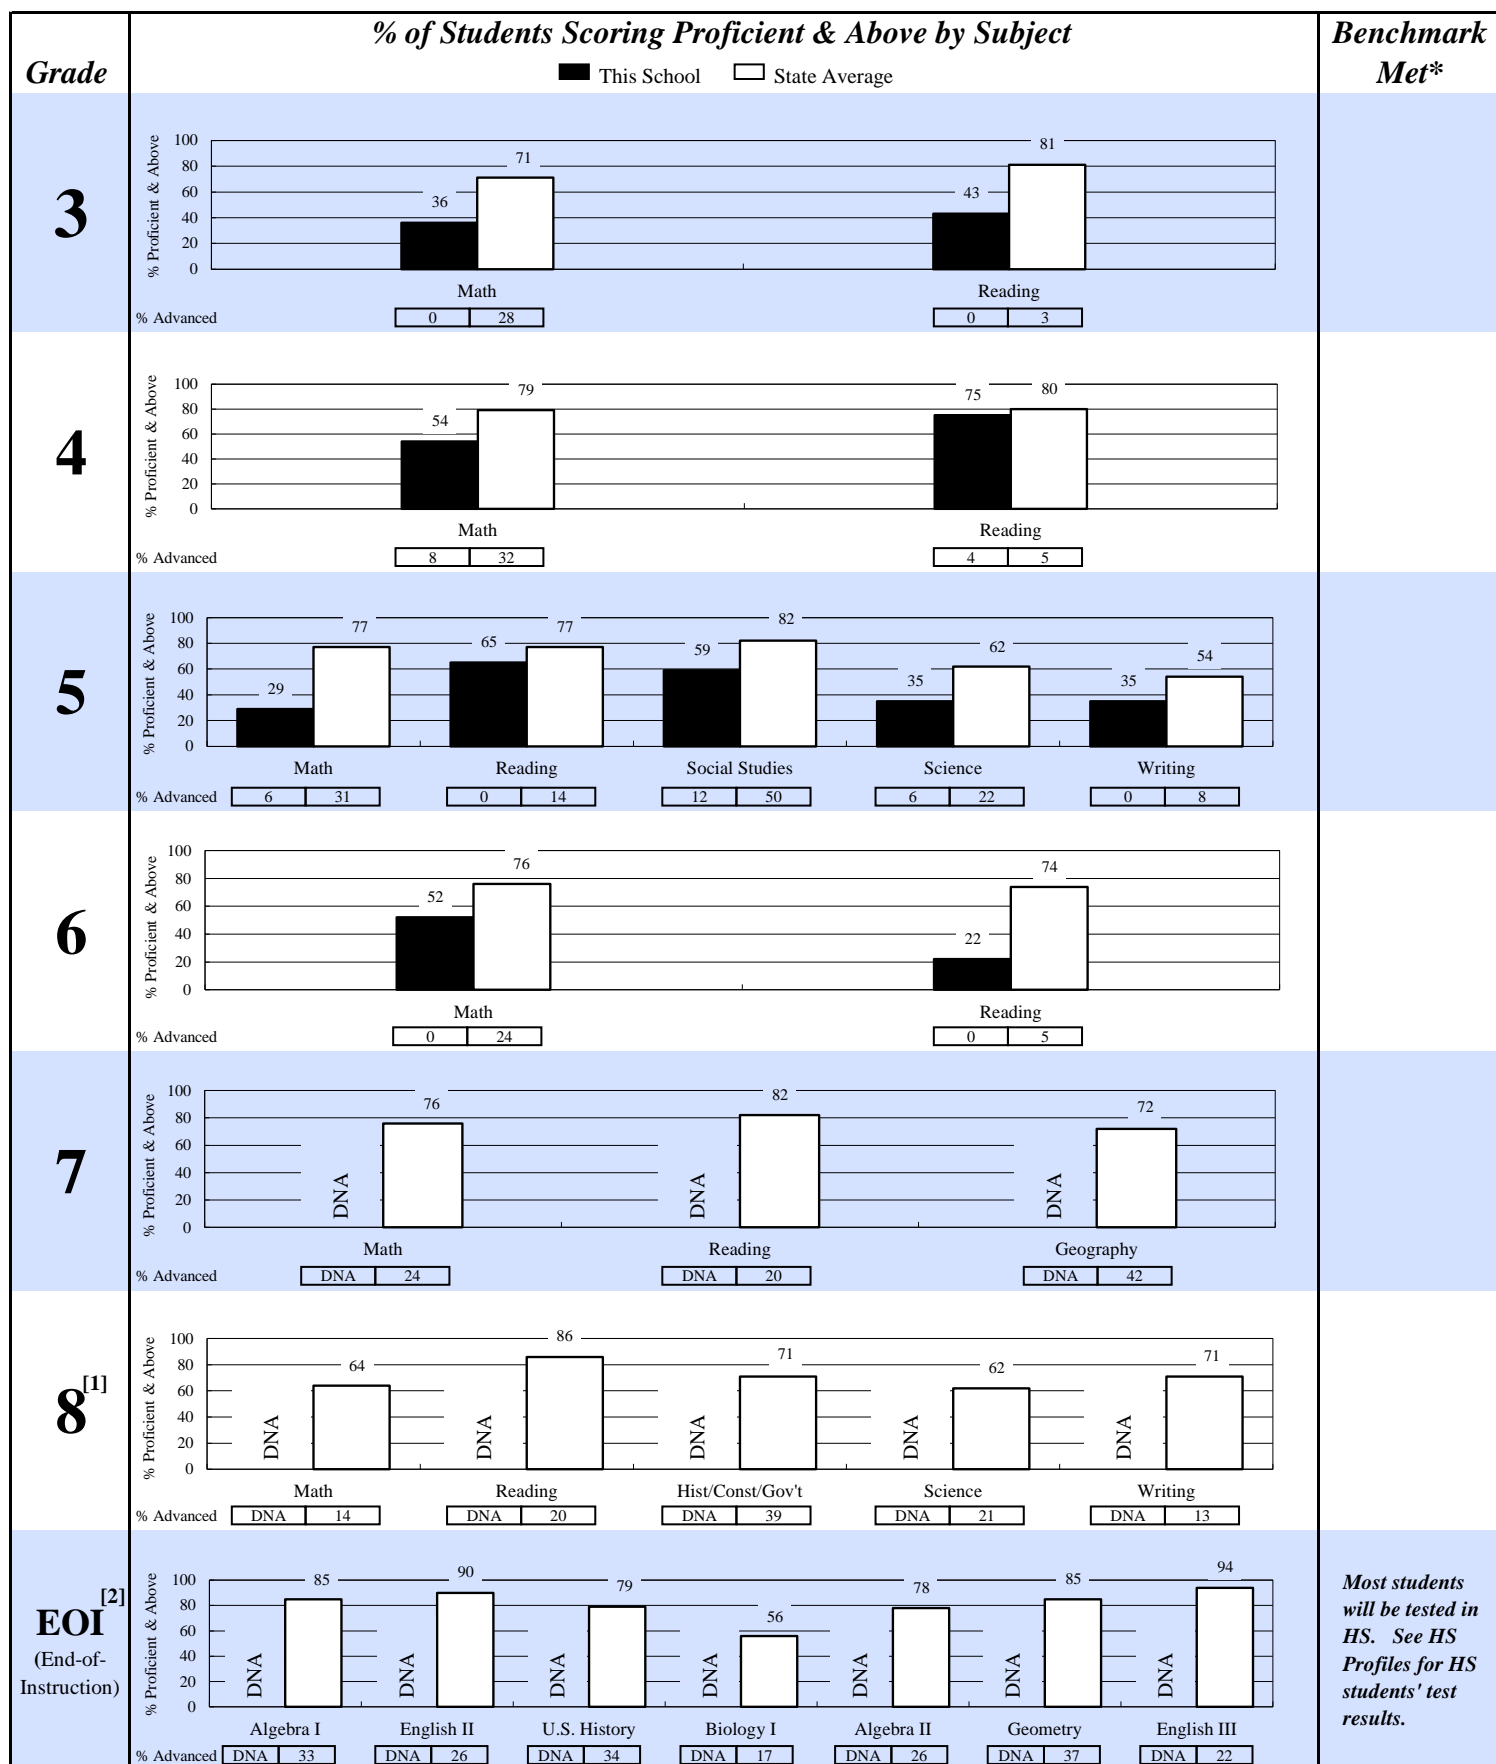 % of Students Scoring Proficient & Above by Subject
Benchmark
Met*
Grade
This School State Average
3
% Proficient & Above
100
80
60
40
20
0
36 71 43 81
Math Reading
% Advanced 0 28 0 3
4
% Proficient & Above
100
80
60
40
20
0
54 79 75 80
Math Reading
% Advanced 8 32 4 5
5
% Proficient & Above
100
80
60
40
20
0
29 77 65 77 59 82 35 62 35 54
Math Reading Social Studies Science Writing
% Advanced 6 31 0 14 12 50 6 22 0 8
6
% Proficient & Above
100
80
60
40
20
0
52 76 22 74
Math Reading
% Advanced 0 24 0 5
7
% Proficient & Above
100
80
60
40
20
0
DNA 76 DNA 82 DNA 72
Math Reading Geography
% Advanced DNA 24 DNA 20 DNA 42
8[1]
% Proficient & Above
100
80
60
40
20
0
DNA 64 DNA 86 DNA 71 DNA 62 DNA 71
Math Reading Hist/Const/Gov't Science Writing
% Advanced DNA 14 DNA 20 DNA 39 DNA 21 DNA 13
EOI[2]
(End-of-
Instruction)
% Proficient & Above
100
80
60
40
20
0
DNA 85 DNA 90 DNA 79 DNA 56 DNA 78 DNA 85 DNA 94
Algebra I English II U.S. History Biology I Algebra II Geometry English III
% Advanced DNA 33 DNA 26 DNA 34 DNA 17 DNA 26 DNA 37 DNA 22
Most students
will be tested in
HS. See HS
Profiles for HS
students' test
results.